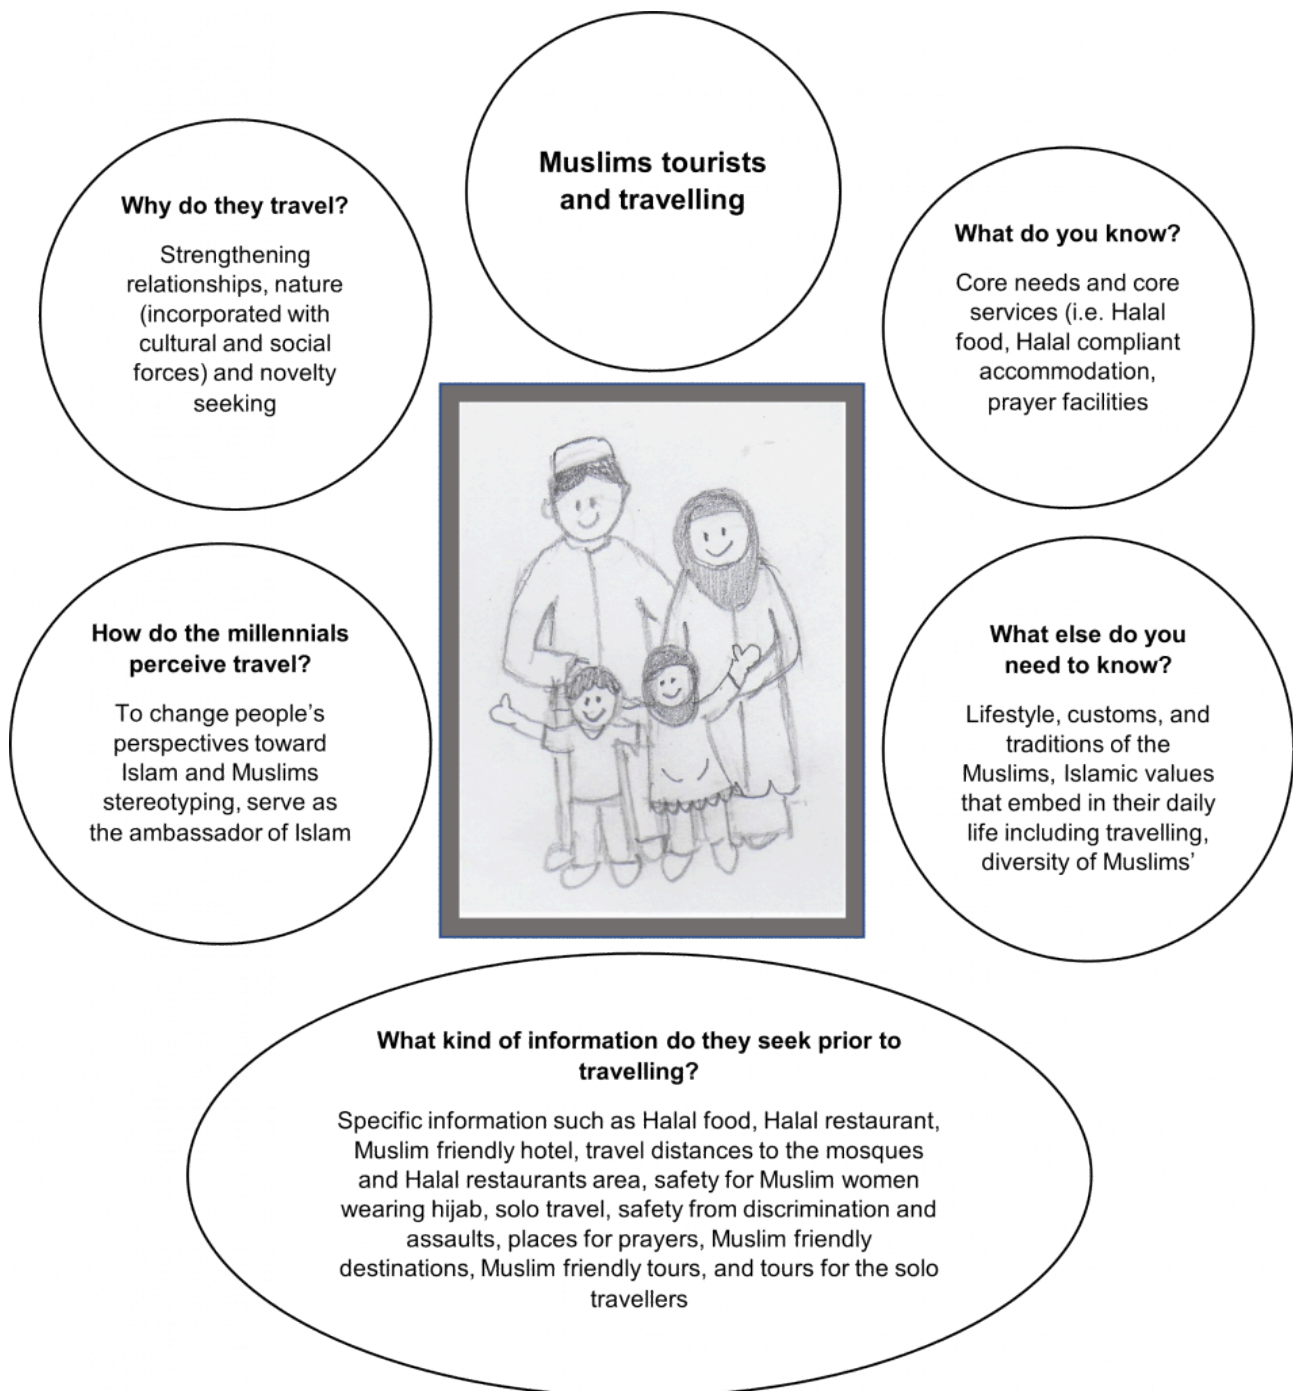 Muslims tourists
and travelling
Why do they travel?
Strengthening
relationships, nature
(incorporated with
cultural and social
forces) and novelty
seeking
What do you know?
Core needs and core
services (i.e. Halal
food, Halal compliant
accommodation,
prayer facilities
How do the millennials
perceive travel?
To change people’s
perspectives toward
Islam and Muslims
stereotyping, serve as
the ambassador of Islam
What else do you
need to know?
Lifestyle, customs, and
traditions of the
Muslims, Islamic values
that embed in their daily
life including travelling,
diversity of Muslims’
What kind of information do they seek prior to
travelling?
Specific information such as Halal food, Halal restaurant,
Muslim friendly hotel, travel distances to the mosques
and Halal restaurants area, safety for Muslim women
wearing hijab, solo travel, safety from discrimination and
assaults, places for prayers, Muslim friendly
destinations, Muslim friendly tours, and tours for the solo
travellers